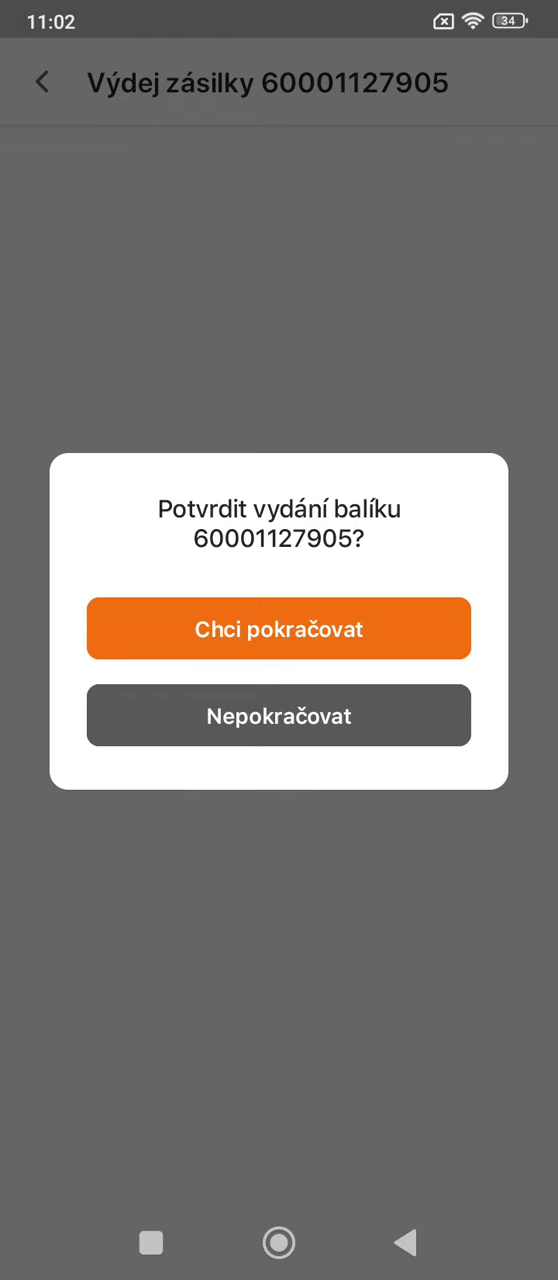 11:02
34
Výdej zásilky 60001127905
Potvrdit vydání balíku
60001127905?
Chci pokračovat
Nepokračovat